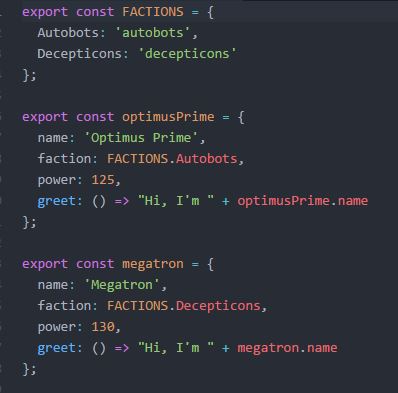 export const FACTIONS = {
  Autobots: 'autobots',
  Decepticons: 'decepticons'
};

export const optimusPrime = {
  name: 'Optimus Prime',
  faction: FACTIONS.Autobots,
  power: 125,
  greet: () => "Hi, I'm " + optimusPrime.name
};

export const megatron = {
  name: 'Megatron',
  faction: FACTIONS.Decepticons,
  power: 130,
  greet: () => "Hi, I'm " + megatron.name
};